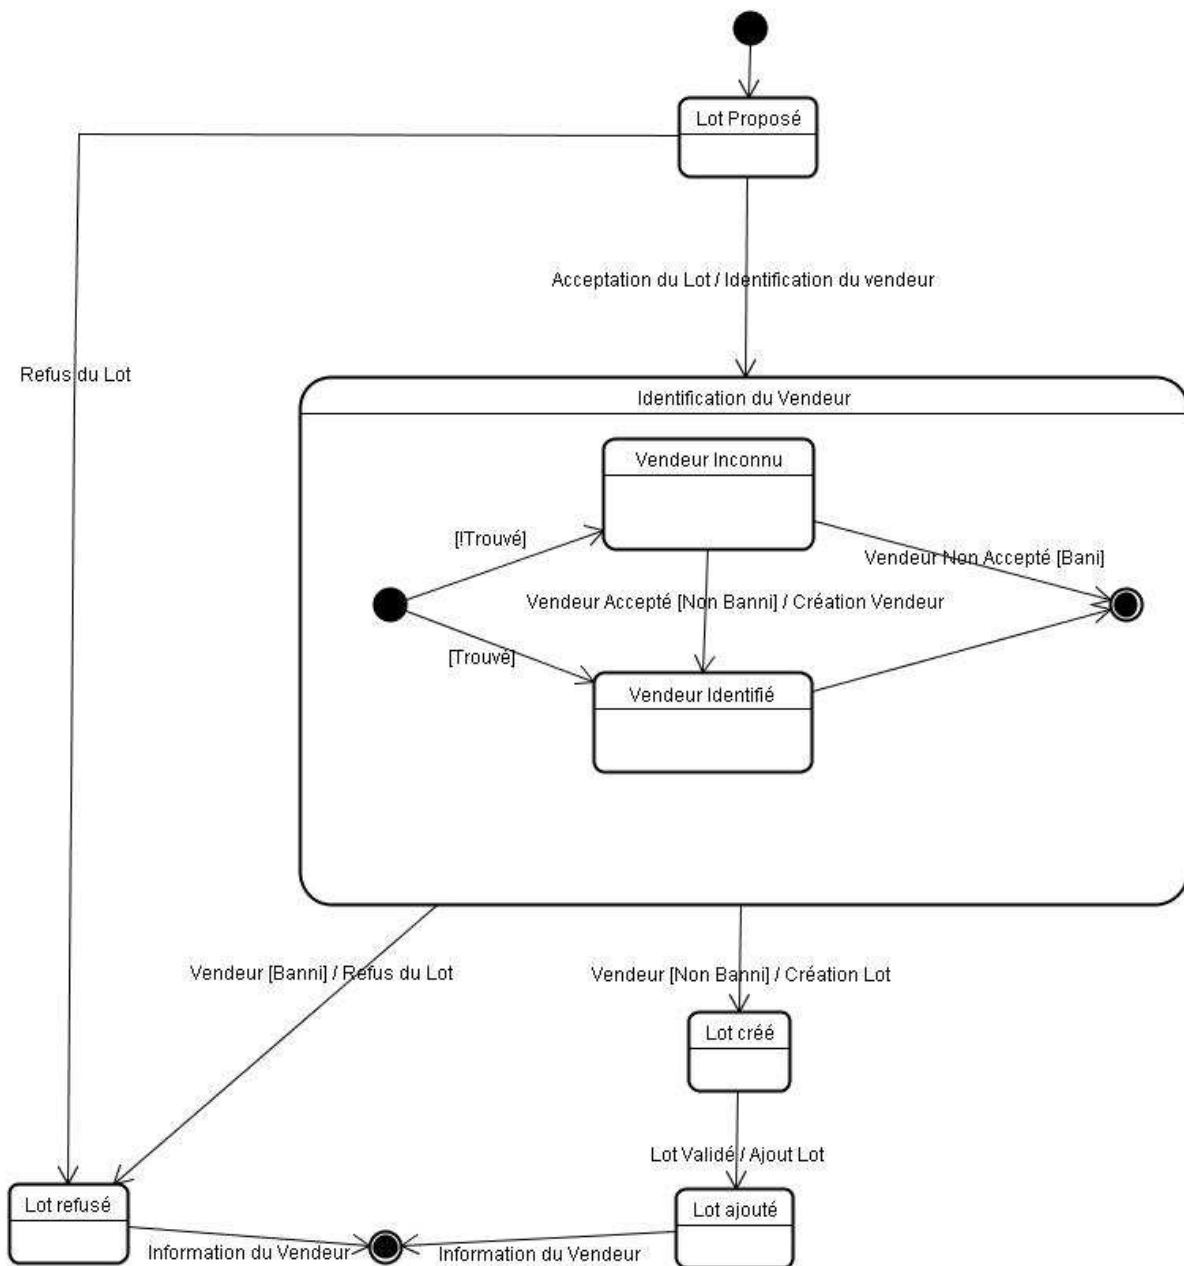 Lot Proposé
Acceptation du Lot / Identification du vendeur
Refus du Lot
Identification du Vendeur
Vendeur Inconnu
[!Trouvé]
Vendeur Non Accepté [Bani]
Vendeur Accepté [Non Banni] / Création Vendeur
[Trouvé]
Vendeur Identifié
Vendeur [Banni] / Refus du Lot
Vendeur [Non Banni] / Création Lot
Lot créé
Lot Validé / Ajout Lot
Lot refusé
Lot ajouté
Information du Vendeur
Information du Vendeur